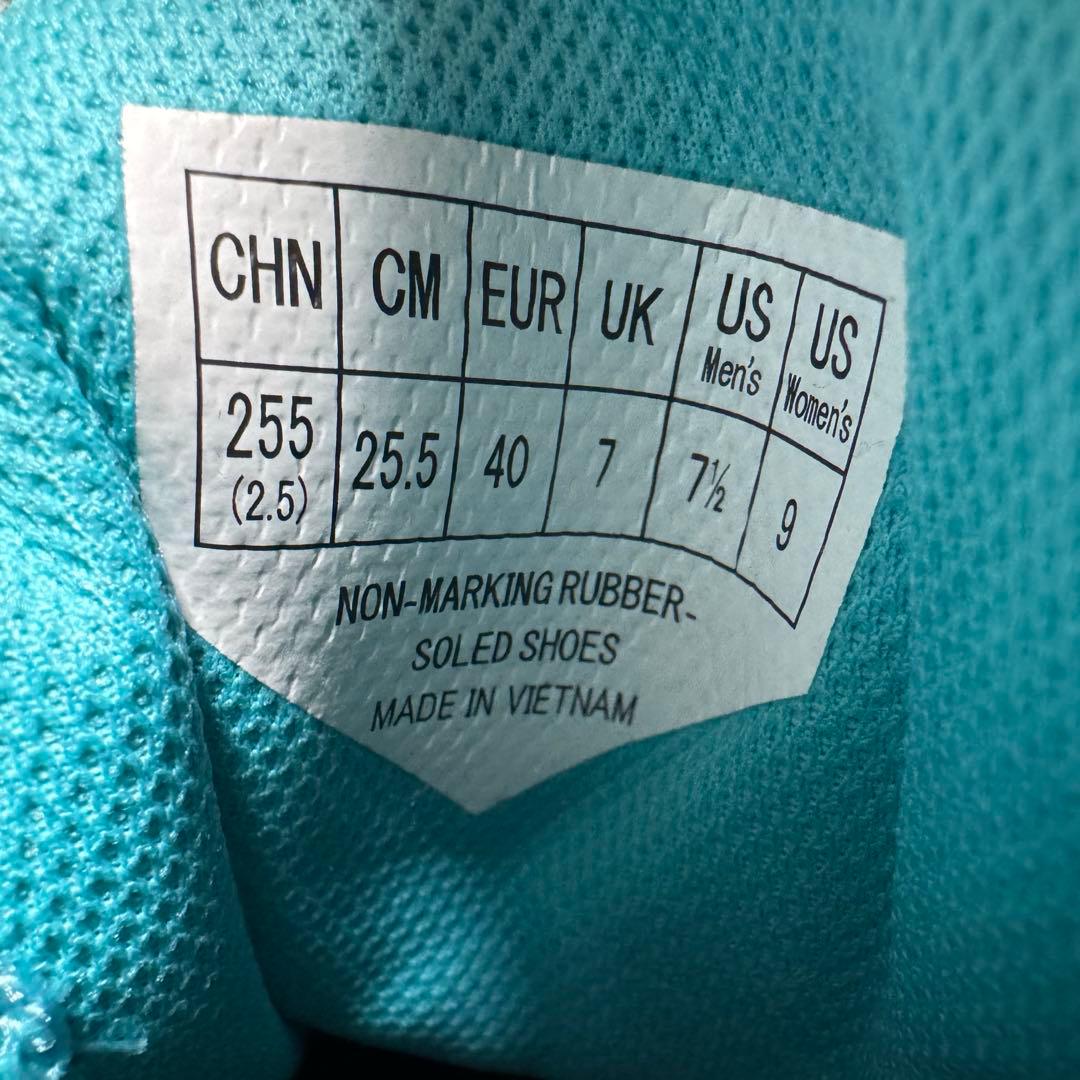 CHN CM EUR UK US Men's US Women's
255 (2.5) 25.5 40 7 7½ 9
NON-MARKING RUBBER-
SOLED SHOES
MADE IN VIETNAM